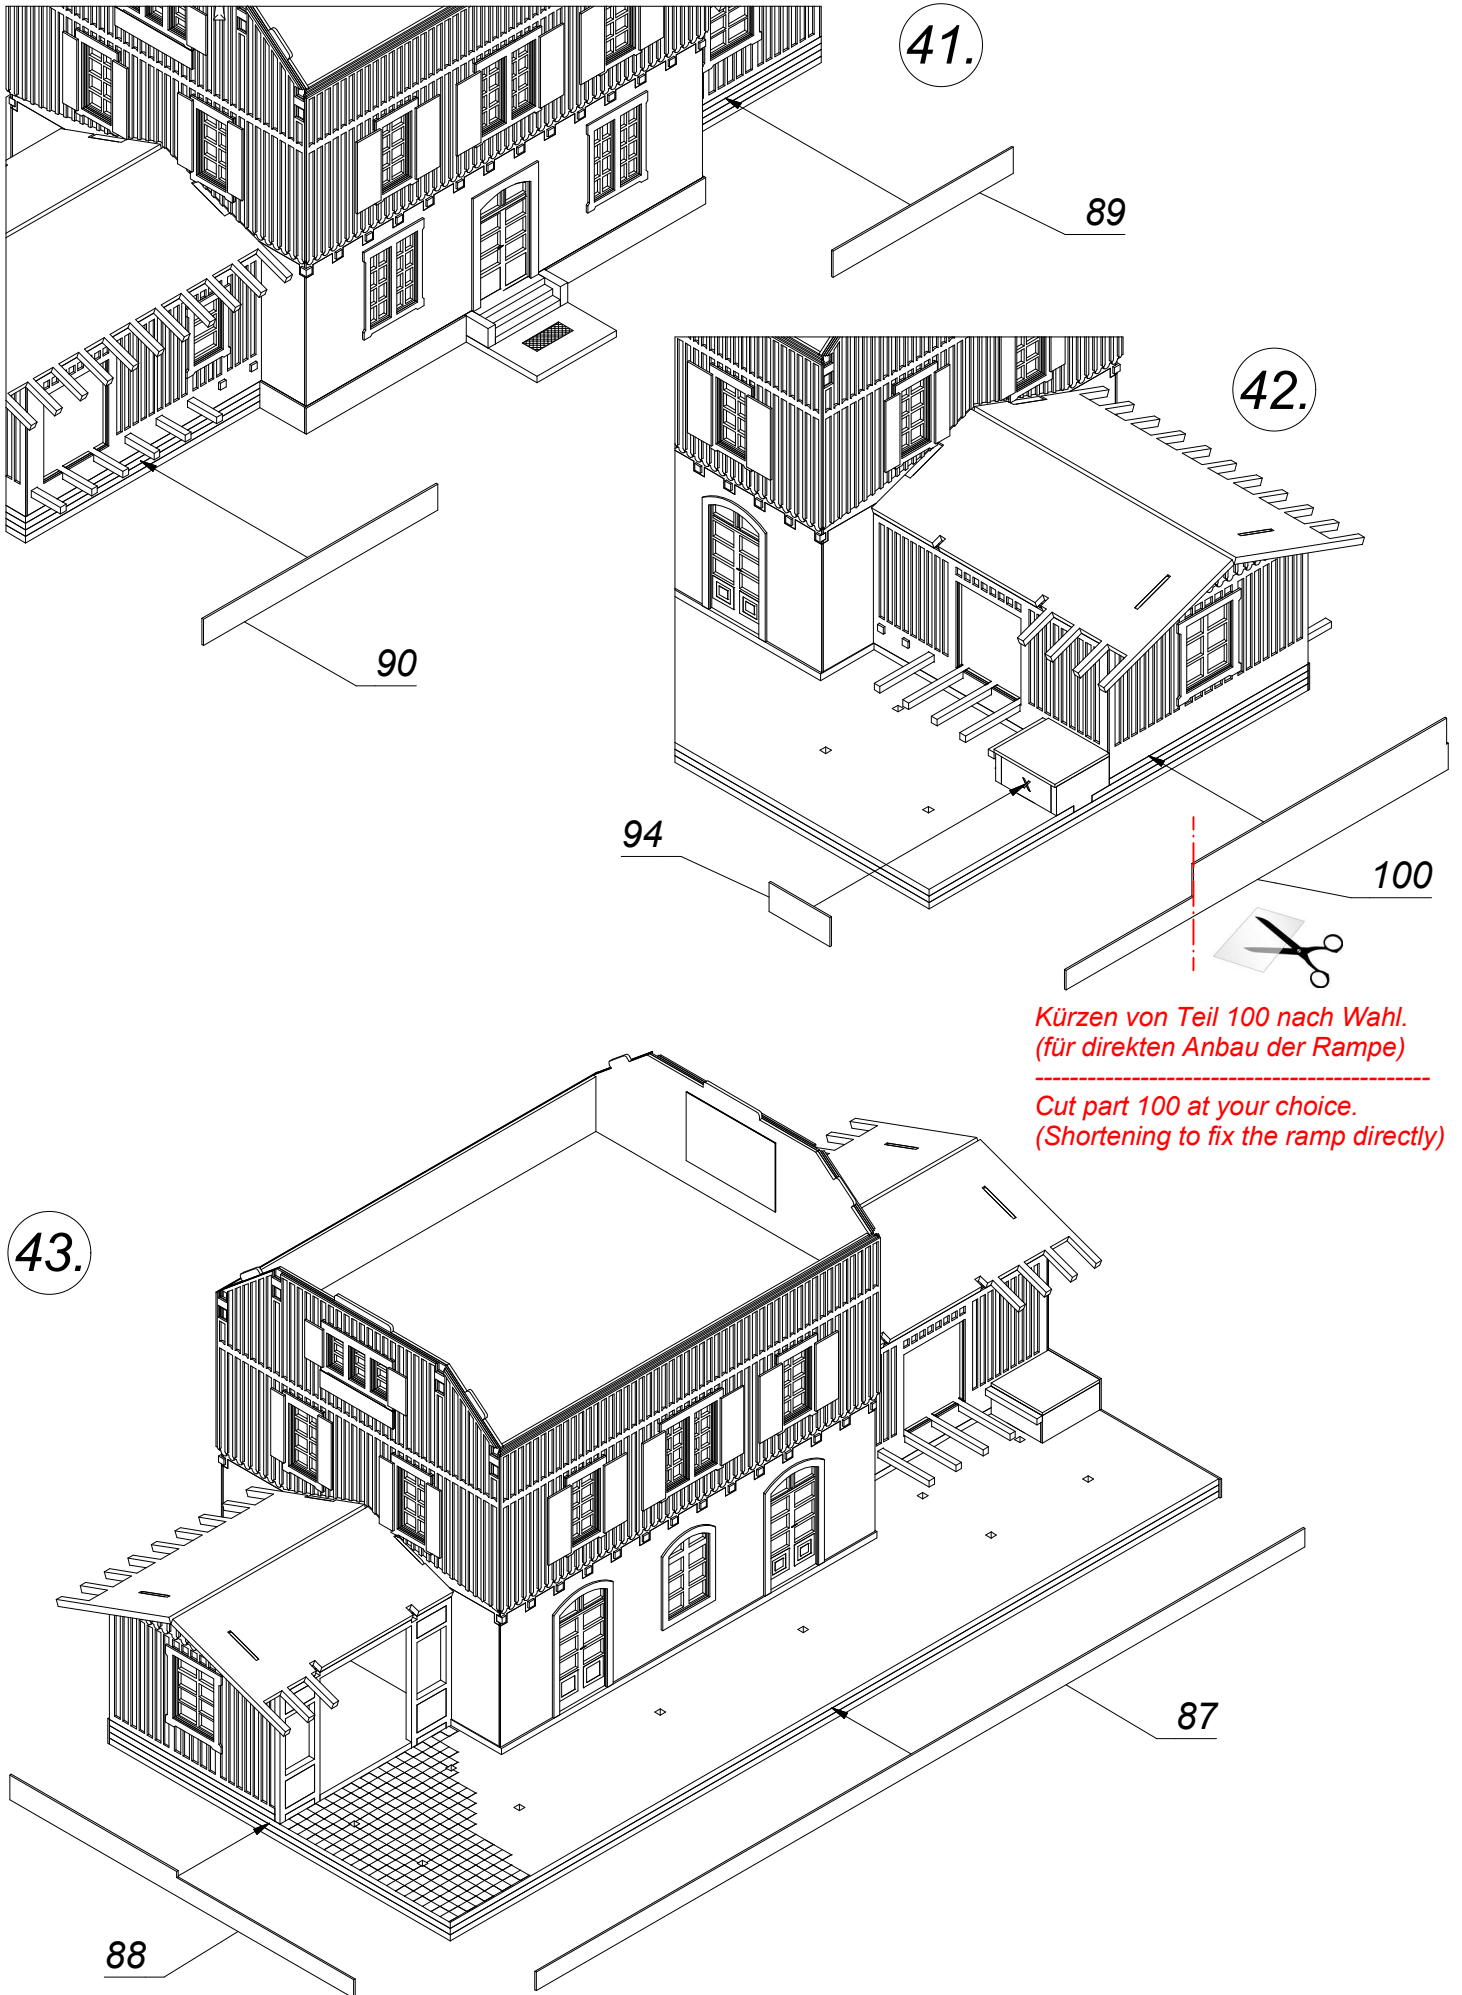 41.
89
90
42.
94
100
Kürzen von Teil 100 nach Wahl.
(für direkten Anbau der Rampe)
---------------------------------------------
Cut part 100 at your choice.
(Shortening to fix the ramp directly)
43.
87
88